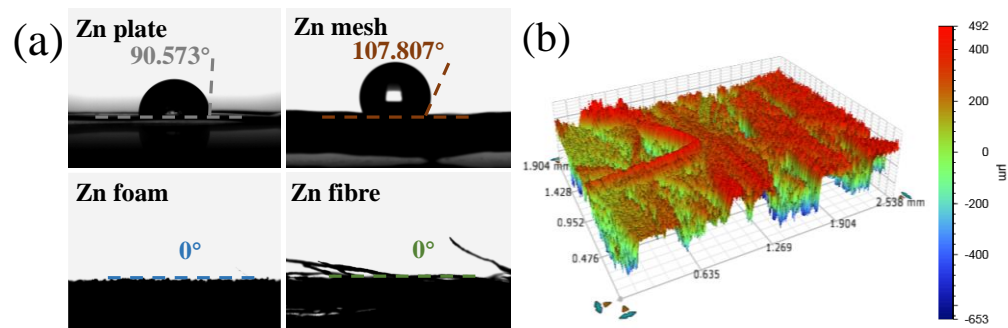 (a)
Zn plate
90.573°
Zn mesh
107.807°
Zn foam
0°
Zn fibre
0°
(b)
1.904 mm
1.428
0.952
0.476
0.635
1.269
1.904
2.538 mm
492
400
200
0
-200
-400
-653
µm